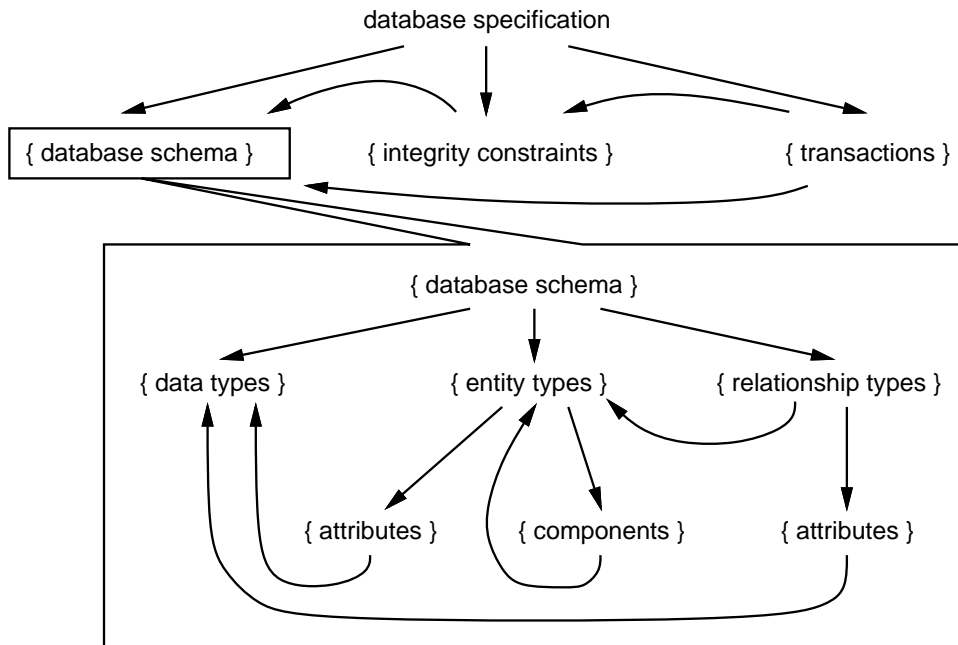 database specification
{ database schema } { integrity constraints } { transactions }
{ database schema }
{ data types } { entity types } { relationship types }
{ attributes } { components } { attributes }